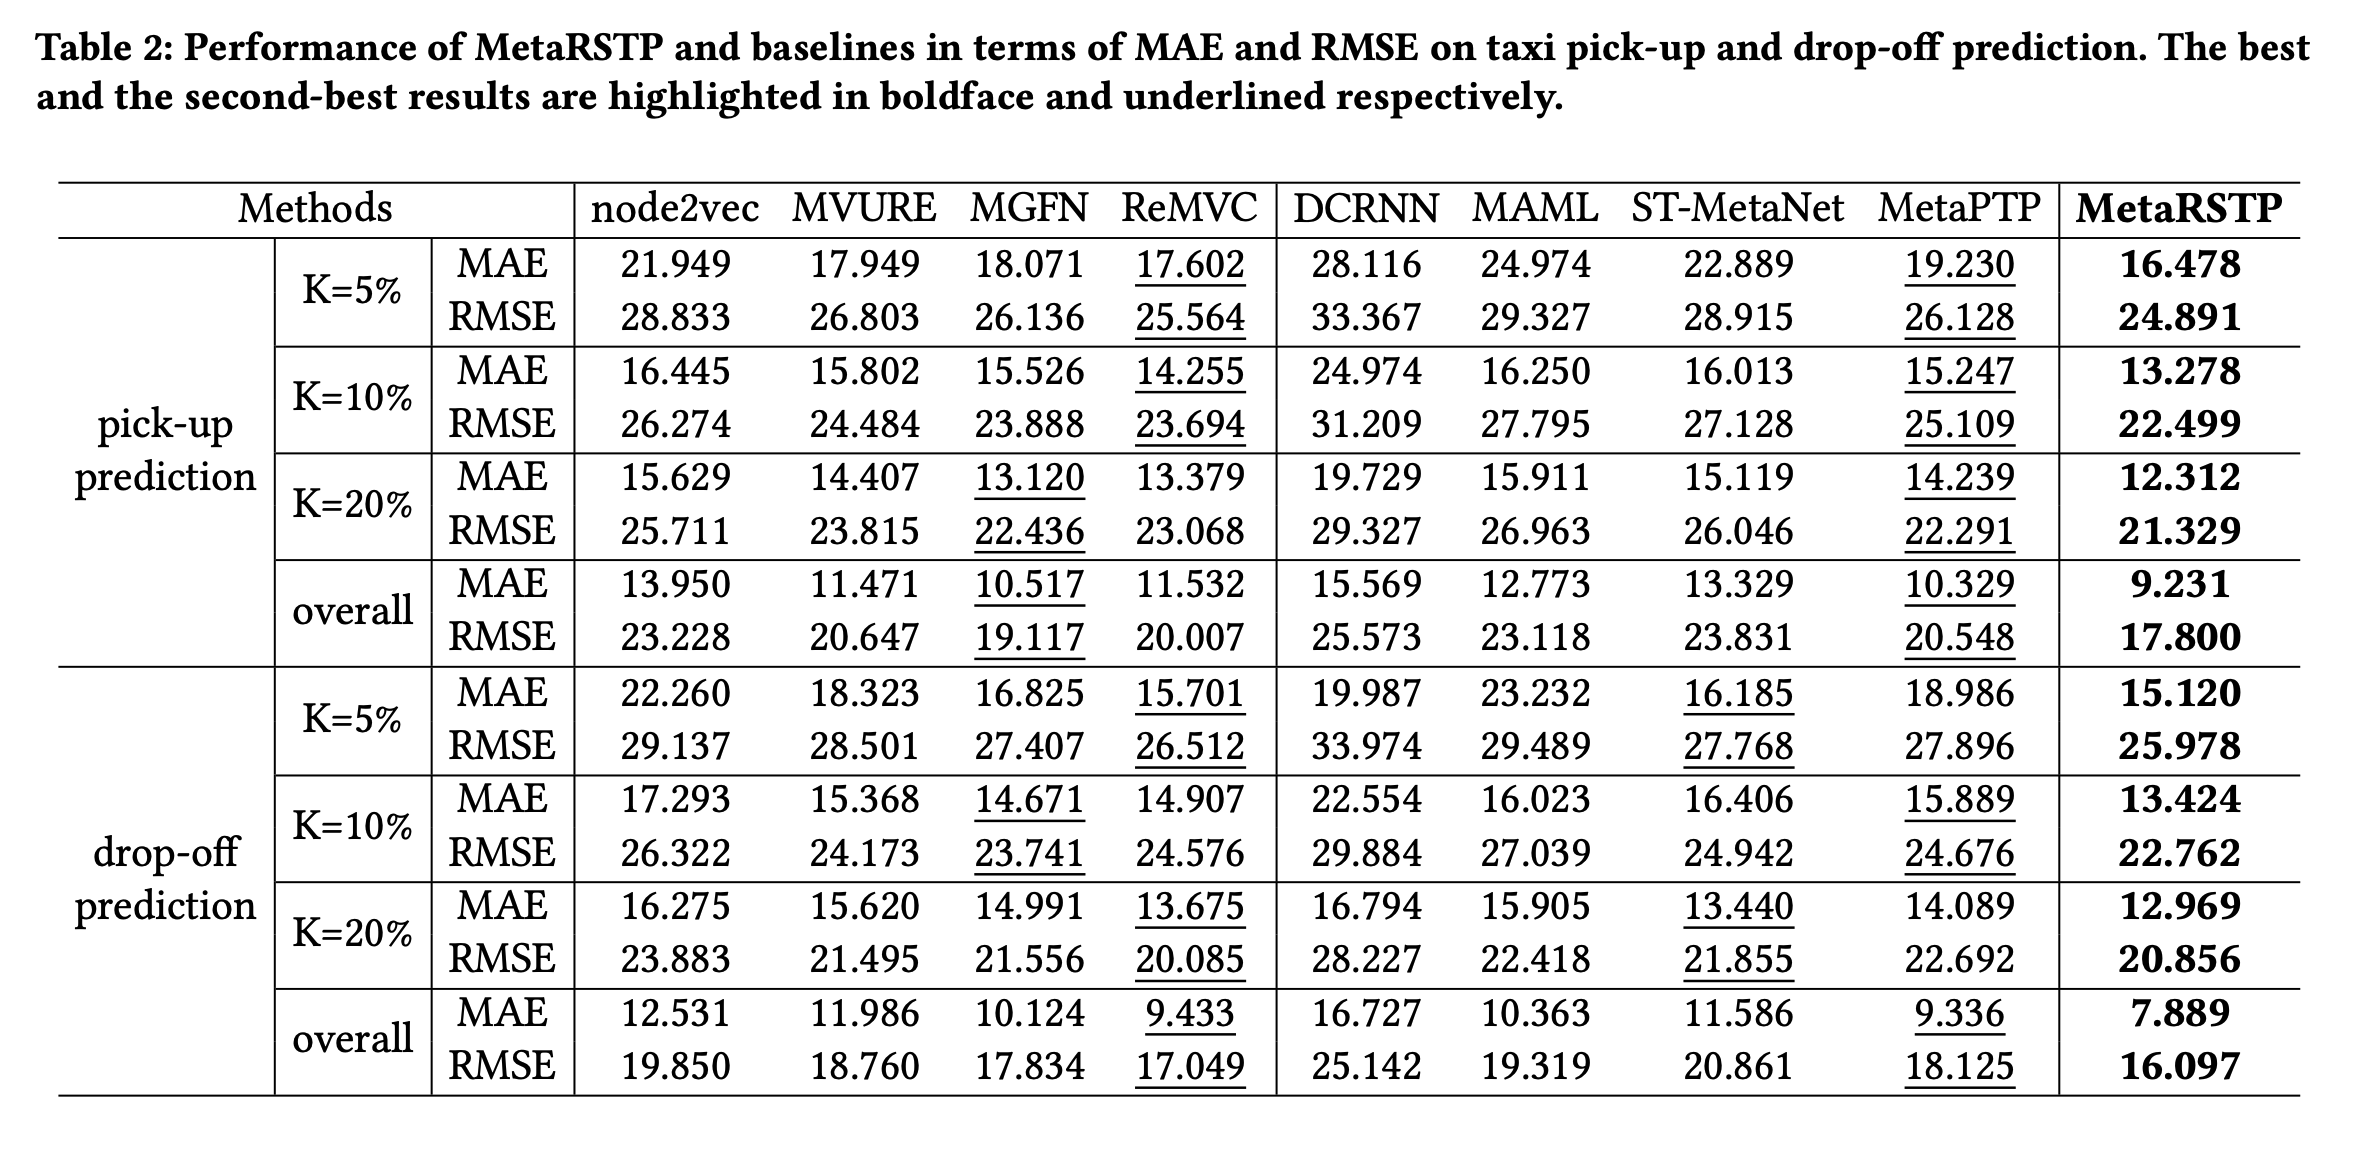 Table 2: Performance of MetaRSTP and baselines in terms of MAE and RMSE on taxi pick-up and drop-off prediction. The best
and the second-best results are highlighted in boldface and underlined respectively.
Methods node2vec MVURE MGFN ReMVC DCRNN MAML ST-MetaNet MetaPTP MetaRSTP
pick-up prediction
K=5%
MAE 21.949 17.949 18.071 17.602 28.116 24.974 22.889 19.230 16.478
RMSE 28.833 26.803 26.136 25.564 33.367 29.327 28.915 26.128 24.891
K=10%
MAE 16.445 15.802 15.526 14.255 24.974 16.250 16.013 15.247 13.278
RMSE 26.274 24.484 23.888 23.694 31.209 27.795 27.128 25.109 22.499
K=20%
MAE 15.629 14.407 13.120 13.379 19.729 15.911 15.119 14.239 12.312
RMSE 25.711 23.815 22.436 23.068 29.327 26.963 26.046 22.291 21.329
overall
MAE 13.950 11.471 10.517 11.532 15.569 12.773 13.329 10.329 9.231
RMSE 23.228 20.647 19.117 20.007 25.573 23.118 23.831 20.548 17.800
drop-off prediction
K=5%
MAE 22.260 18.323 16.825 15.701 19.987 23.232 16.185 18.986 15.120
RMSE 29.137 28.501 27.407 26.512 33.974 29.489 27.768 27.896 25.978
K=10%
MAE 17.293 15.368 14.671 14.907 22.554 16.023 16.406 15.889 13.424
RMSE 26.322 24.173 23.741 24.576 29.884 27.039 24.942 24.676 22.762
K=20%
MAE 16.275 15.620 14.991 13.675 16.794 15.905 13.440 14.089 12.969
RMSE 23.883 21.495 21.556 20.085 28.227 22.418 21.855 22.692 20.856
overall
MAE 12.531 11.986 10.124 9.433 16.727 10.363 11.586 9.336 7.889
RMSE 19.850 18.760 17.834 17.049 25.142 19.319 20.861 18.125 16.097